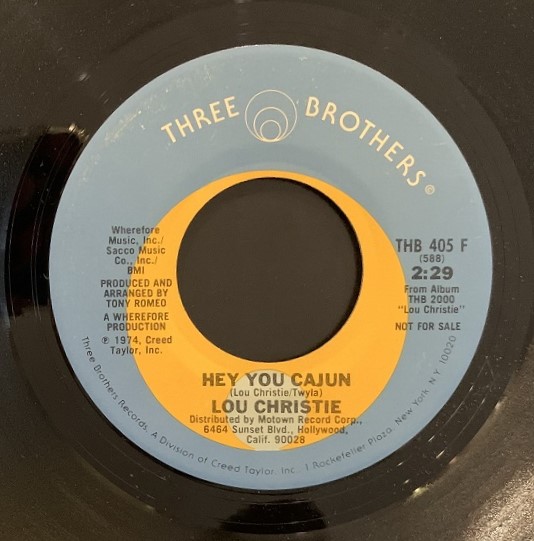 THREE BROTHERS ©
Wherefore
Music, Inc./
Sacco Music
Co., Inc./
BMI
PRODUCED AND
ARRANGED BY
TONY ROMEO
A WHEREFORE
PRODUCTION
℗ 1974, Creed
Taylor, Inc.
THB 405 F
(588)
2:29
From Album
THB 2000
"Lou Christie"
NOT FOR SALE
HEY YOU CAJUN
(Lou Christie/Twyla)
LOU CHRISTIE
Distributed by Motown Record Corp.,
6464 Sunset Blvd., Hollywood,
Calif. 90028
Three Brothers Records, A Division of Creed Taylor, Inc. 1 Rockefeller Plaza, New York, N.Y. 10020